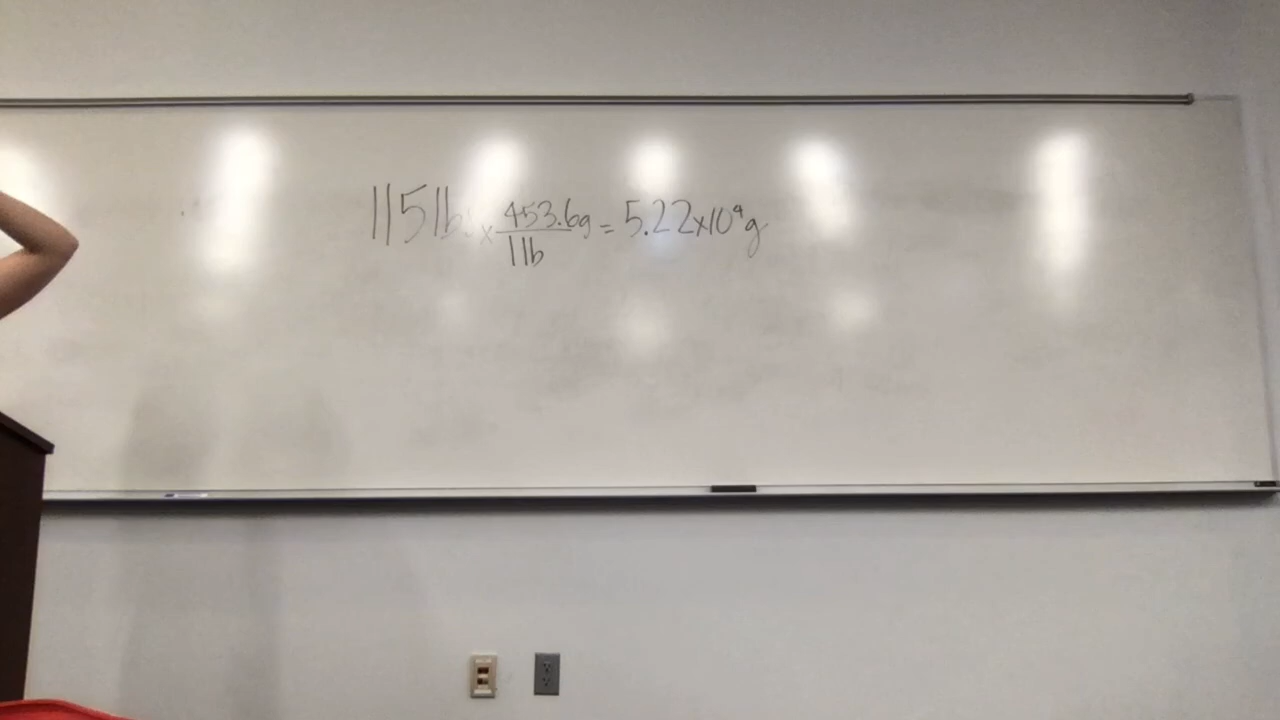 115lb. x 453.6g = 5.22x10⁴g
1lb